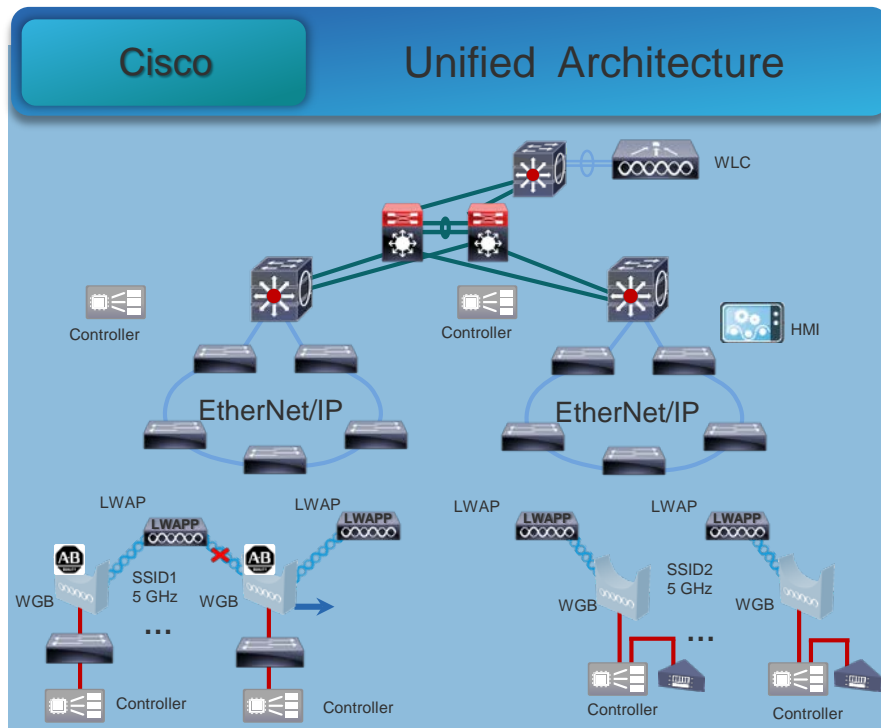 Cisco
Unified Architecture
WLC
Controller
Controller
HMI
EtherNet/IP
EtherNet/IP
LWAP
LWAP
LWAP
LWAP
LWAPP
LWAPP
LWAPP
LWAPP
AB
AB
SSID1
5 GHz
SSID2
5 GHz
WGB
WGB
WGB
WGB
...
...
Controller
Controller
Controller
Controller